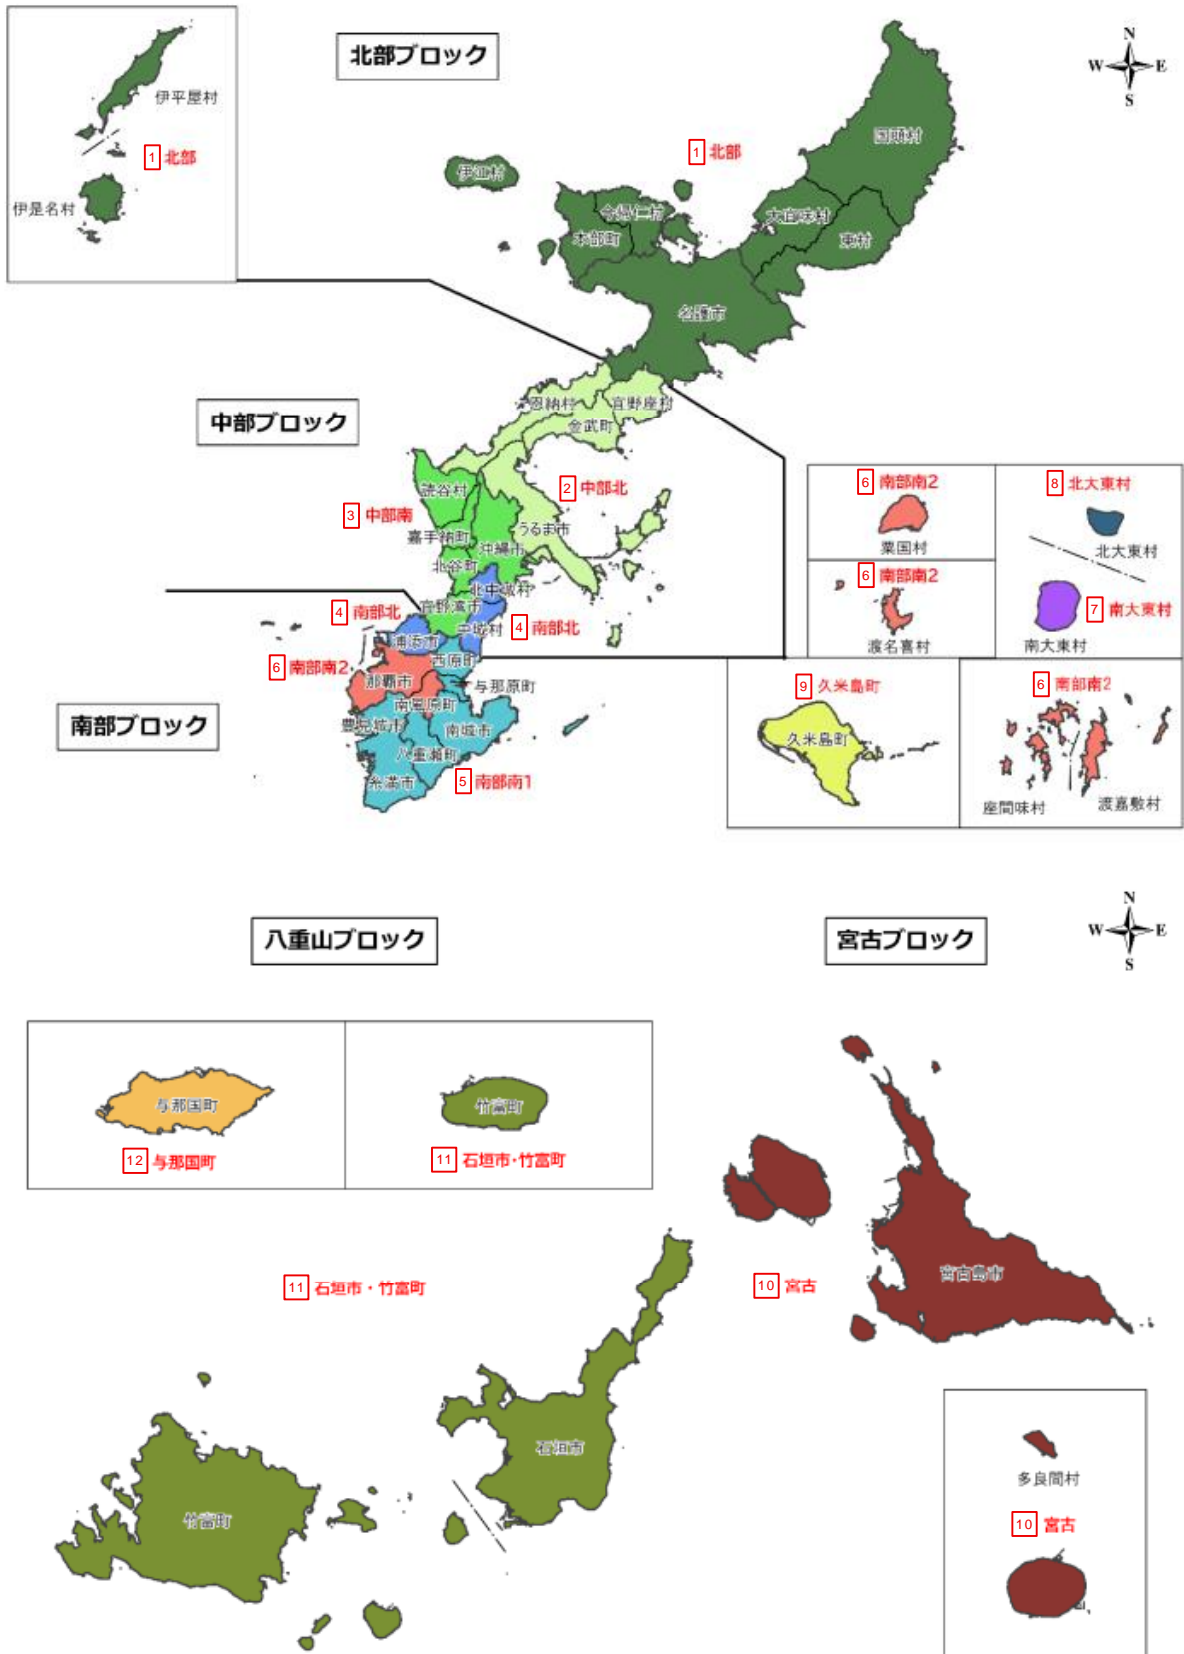 北部ブロック
N
W E
S
伊平屋村
1 北部
伊是名村
1 北部
国頭村
伊江村
今帰仁村
大宜味村
本部町
東村
名護市
中部ブロック
恩納村
宜野座村
金武町
2 中部北
読谷村
3 中部南
うるま市
嘉手納町
沖縄市
北谷町
北中城村
宜野湾市
4 南部北
中城村
4 南部北
浦添市
西原町
6 南部南2
那覇市
与那原町
南風原町
南部ブロック
豊見城市
南城市
八重瀬町
糸満市
5 南部南1
6 南部南2
粟国村
8 北大東村
北大東村
6 南部南2
渡名喜村
7 南大東村
南大東村
9 久米島町
久米島町
6 南部南2
座間味村
渡嘉敷村
八重山ブロック
宮古ブロック
N
W E
S
与那国町
12 与那国町
竹富町
11 石垣市・竹富町
11 石垣市・竹富町
10 宮古
宮古島市
石垣市
竹富町
多良間村
10 宮古